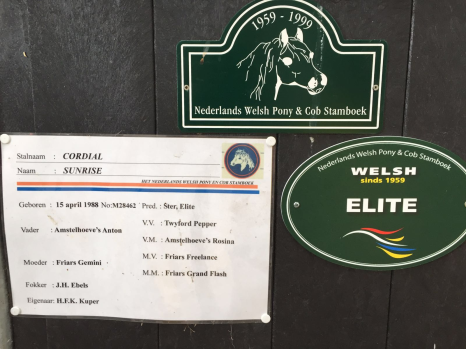 1959 - 1999
Nederlands Welsh Pony & Cob Stamboek
Stalnaam : CORDIAL
Naam : SUNRISE
HET NEDERLANDS WELSH PONY EN COB STAMBOEK
Geboren : 15 april 1988 No:M28462 Pred. : Ster, Elite
V.V. : Twyford Pepper
Vader : Amstelhoeve's Anton
V.M. : Amstelhoeve's Rosina
M.V. : Friars Freelance
Moeder : Friars Gemini
M.M. : Friars Grand Flash
Fokker : J.H. Ebels
Eigenaar: H.F.K. Kuper
Nederlands Welsh Pony & Cob Stamboek
WELSH
sinds 1959
ELITE